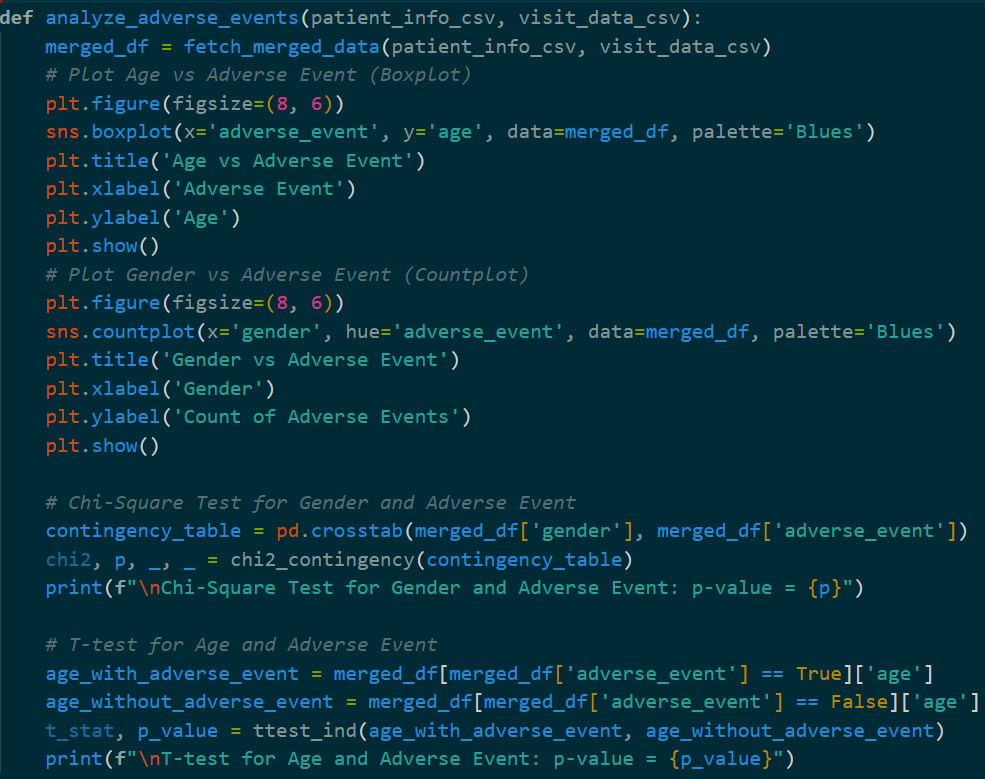 def analyze_adverse_events(patient_info_csv, visit_data_csv):
    merged_df = fetch_merged_data(patient_info_csv, visit_data_csv)
    # Plot Age vs Adverse Event (Boxplot)
    plt.figure(figsize=(8, 6))
    sns.boxplot(x='adverse_event', y='age', data=merged_df, palette='Blues')
    plt.title('Age vs Adverse Event')
    plt.xlabel('Adverse Event')
    plt.ylabel('Age')
    plt.show()
    # Plot Gender vs Adverse Event (Countplot)
    plt.figure(figsize=(8, 6))
    sns.countplot(x='gender', hue='adverse_event', data=merged_df, palette='Blues')
    plt.title('Gender vs Adverse Event')
    plt.xlabel('Gender')
    plt.ylabel('Count of Adverse Events')
    plt.show()

    # Chi-Square Test for Gender and Adverse Event
    contingency_table = pd.crosstab(merged_df['gender'], merged_df['adverse_event'])
    chi2, p, _, _ = chi2_contingency(contingency_table)
    print(f"\nChi-Square Test for Gender and Adverse Event: p-value = {p}")

    # T-test for Age and Adverse Event
    age_with_adverse_event = merged_df[merged_df['adverse_event'] == True]['age']
    age_without_adverse_event = merged_df[merged_df['adverse_event'] == False]['age']
    t_stat, p_value = ttest_ind(age_with_adverse_event, age_without_adverse_event)
    print(f"\nT-test for Age and Adverse Event: p-value = {p_value}")